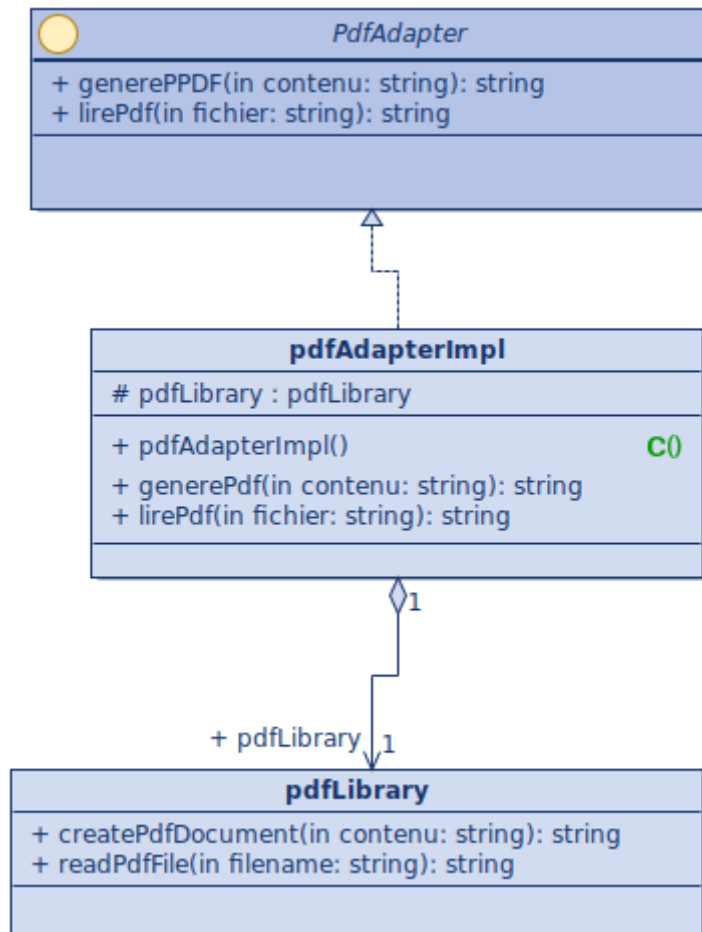 PdfAdapter
+ generePPDF(in contenu: string): string
+ lirePdf(in fichier: string): string
pdfAdapterImpl
# pdfLibrary : pdfLibrary
+ pdfAdapterImpl() C()
+ generePdf(in contenu: string): string
+ lirePdf(in fichier: string): string
1
+ pdfLibrary 1
pdfLibrary
+ createPdfDocument(in contenu: string): string
+ readPdfFile(in filename: string): string